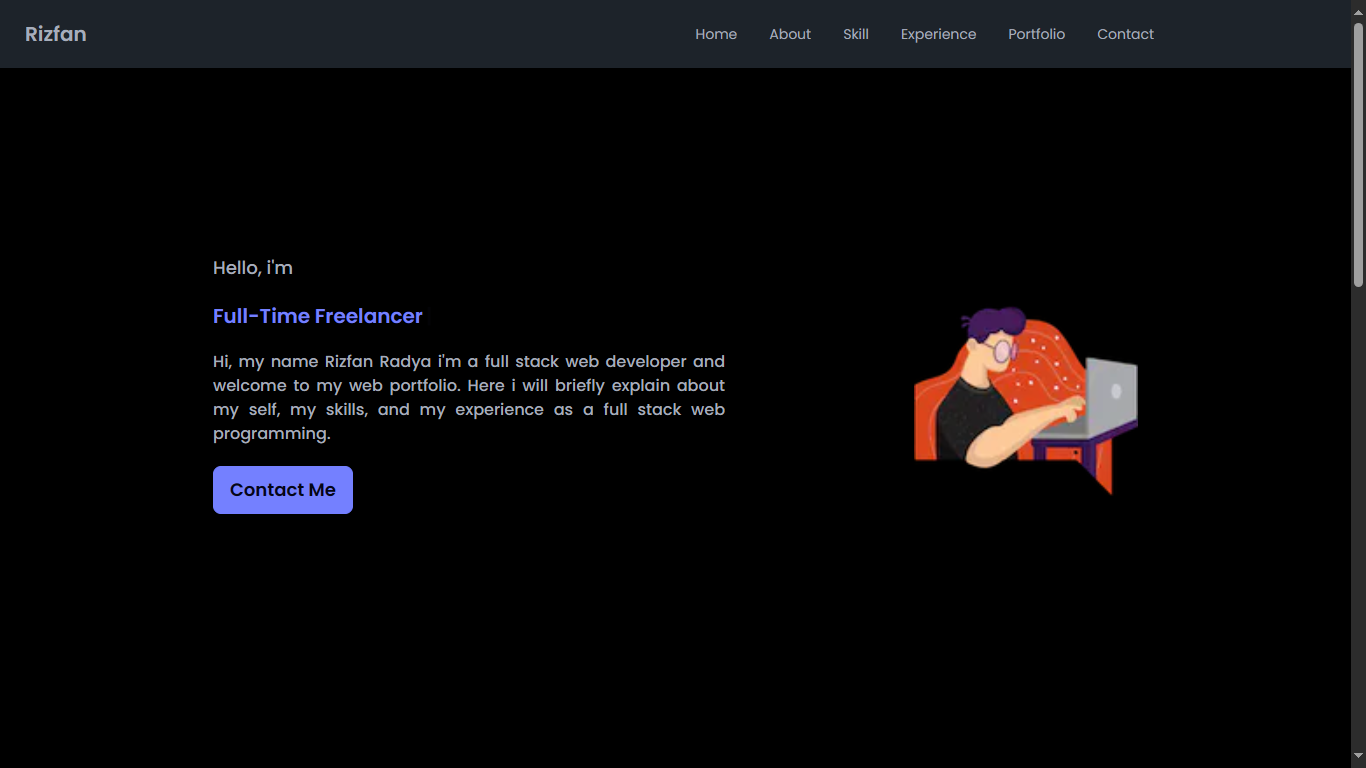 Rizfan
Home About Skill Experience Portfolio Contact
Hello, i'm
Full-Time Freelancer
Hi, my name Rizfan Radya i'm a full stack web developer and
welcome to my web portfolio. Here i will briefly explain about
my self, my skills, and my experience as a full stack web
programming.
Contact Me